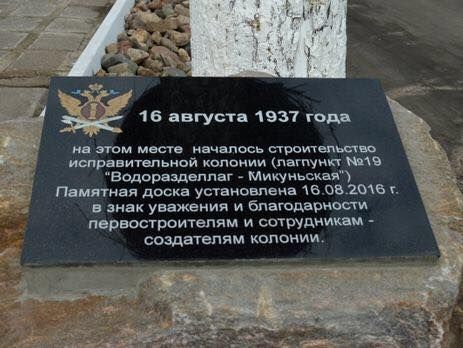 16 августа 1937 года
на этом месте началось строительство
исправительной колонии (лагпункт №19
"Водоразделлаг - Микуньская")
Памятная доска установлена 16.08.2016 г.
в знак уважения и благодарности
первостроителям и сотрудникам -
создателям колонии.